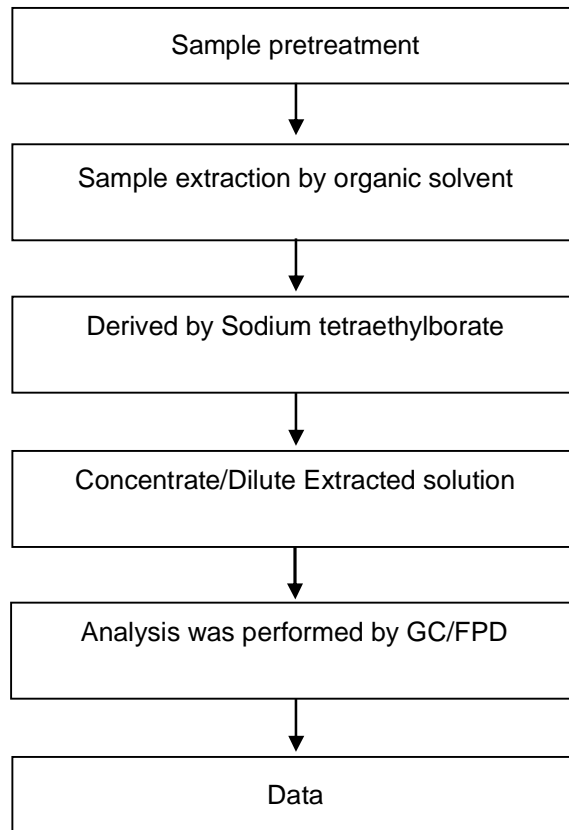 Sample pretreatment
Sample extraction by organic solvent
Derived by Sodium tetraethylborate
Concentrate/Dilute Extracted solution
Analysis was performed by GC/FPD
Data